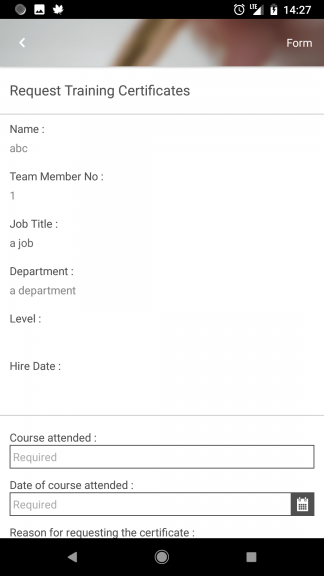 LTE 14:27
Form
Request Training Certificates
Name :
abc
Team Member No :
1
Job Title :
a job
Department :
a department
Level :
Hire Date :
Course attended :
Required
Date of course attended :
Required
Reason for requesting the certificate :